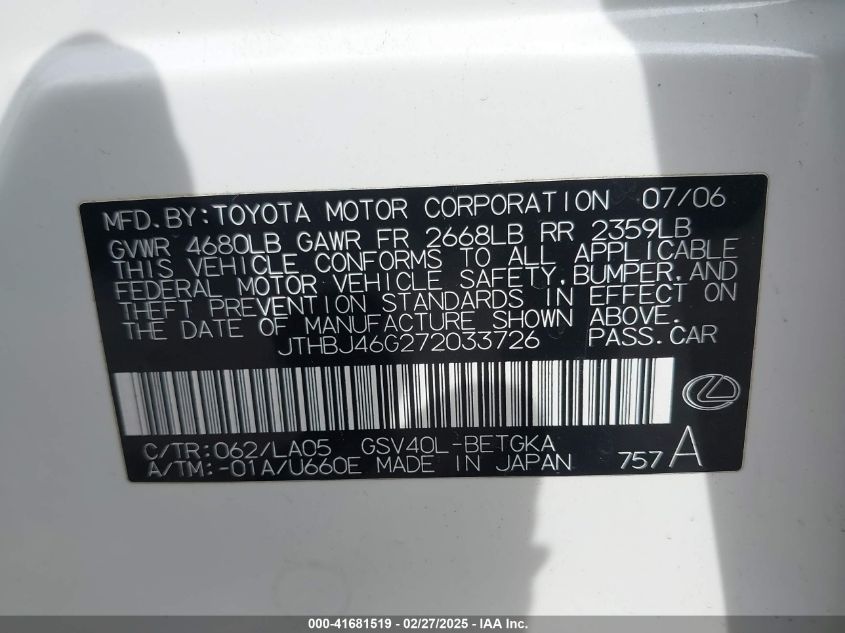 MFD. BY: TOYOTA MOTOR CORPORATION 07/06
GVWR 4680LB GAWR FR 2668LB RR 2359LB
THIS VEHICLE CONFORMS TO ALL APPLICABLE
FEDERAL MOTOR VEHICLE SAFETY, BUMPER, AND
THEFT PREVENTION STANDARDS IN EFFECT ON
THE DATE OF MANUFACTURE SHOWN ABOVE.
JTHBJ46G272033726 PASS. CAR
C/TR: 062/LA05 GSV40L-BETGKA
A/TM: -01A/U660E MADE IN JAPAN 757A
000-41681519 - 02/27/2025 - IAA Inc.